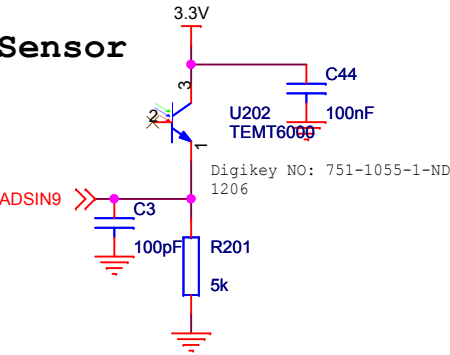 3.3V
Sensor
C44
3
2
U202
100nF
TEMT6000
1
Digikey NO: 751-1055-1-ND
1206
ADSIN9
C3
100pF
R201
5k